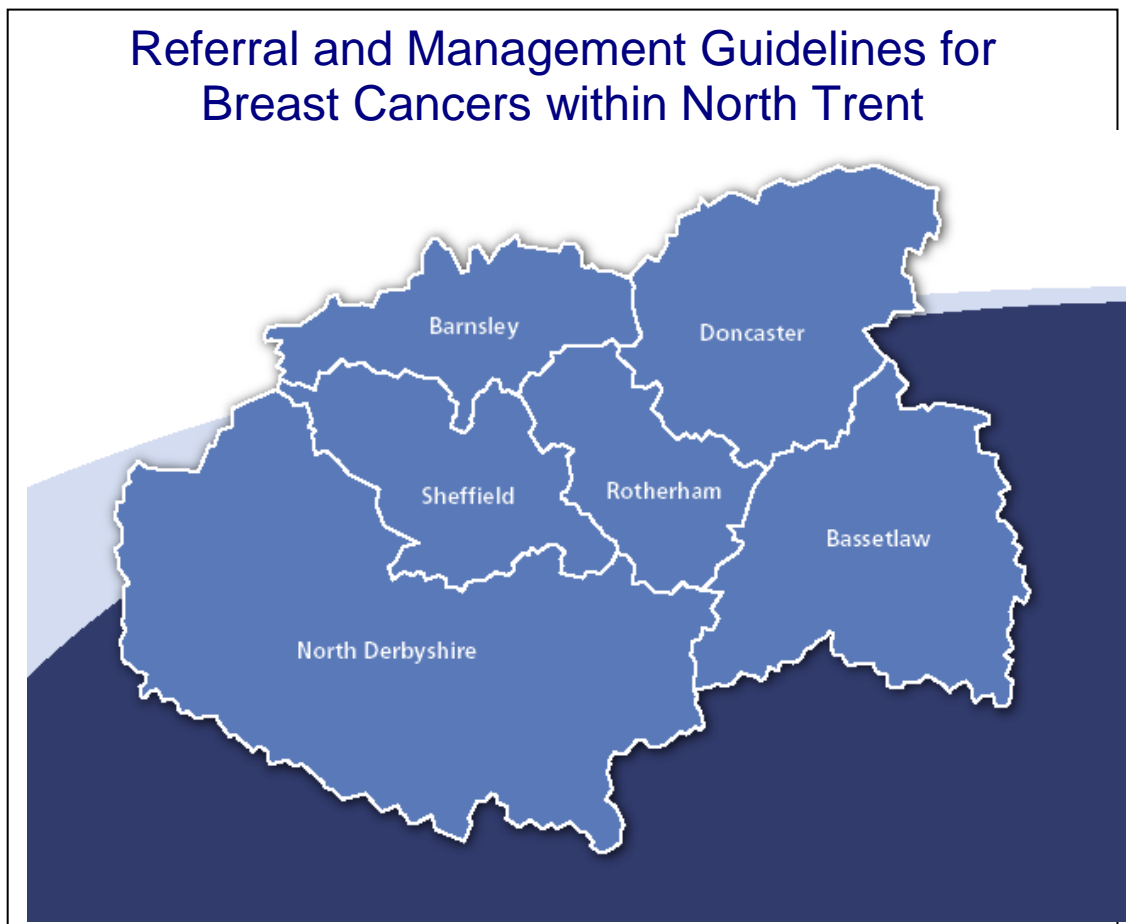 Referral and Management Guidelines for
Breast Cancers within North Trent
Barnsley
Doncaster
Sheffield
Rotherham
Bassetlaw
North Derbyshire